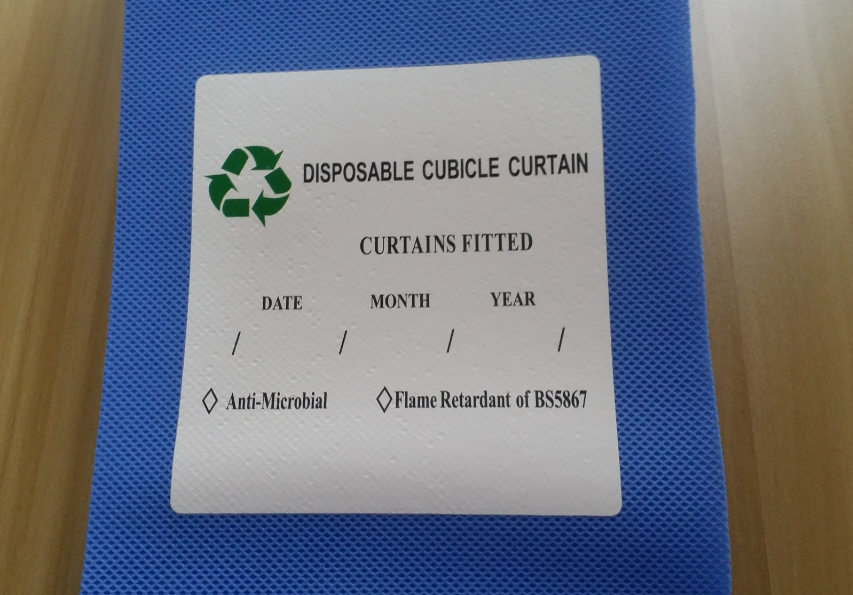 DISPOSABLE CUBICLE CURTAIN
CURTAINS FITTED
DATE MONTH YEAR
/ / / /
◇ Anti-Microbial ◇Flame Retardant of BS5867